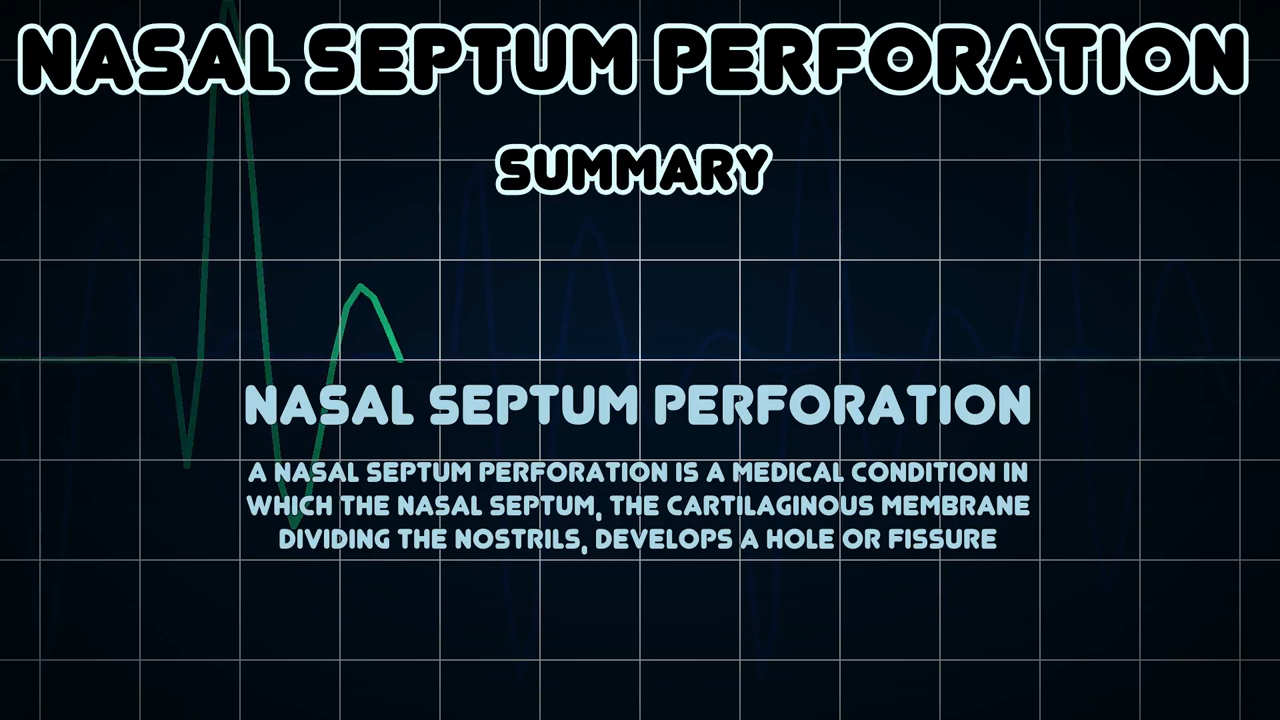 NASAL SEPTUM PERFORATION
SUMMARY
NASAL SEPTUM PERFORATION
A NASAL SEPTUM PERFORATION IS A MEDICAL CONDITION IN
WHICH THE NASAL SEPTUM, THE CARTILAGINOUS MEMBRANE
DIVIDING THE NOSTRILS, DEVELOPS A HOLE OR FISSURE